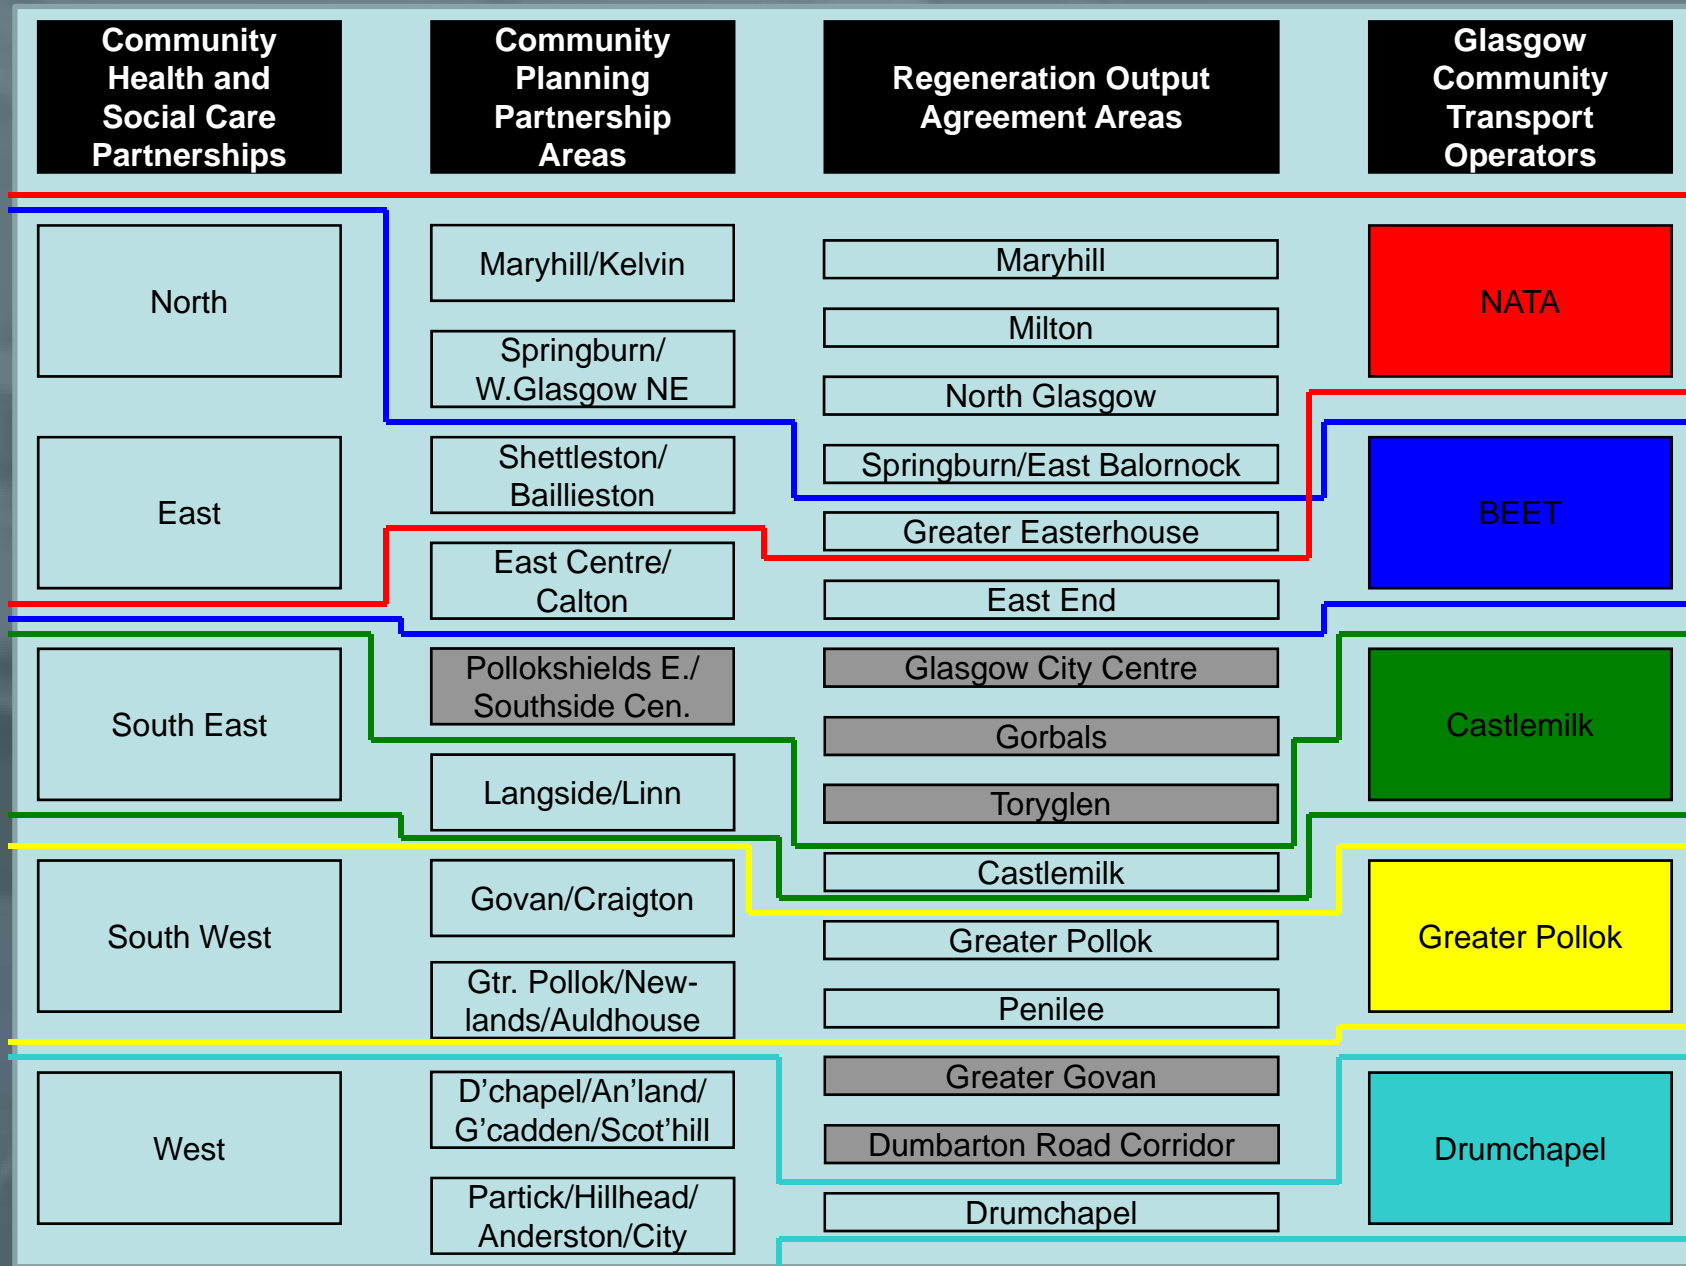 Community
Health and
Social Care
Partnerships
Community
Planning
Partnership
Areas
Regeneration Output
Agreement Areas
Glasgow
Community
Transport
Operators
North
East
South East
South West
West
Maryhill/Kelvin
Springburn/
W.Glasgow NE
Shettleston/
Baillieston
East Centre/
Calton
Pollokshields E./
Southside Cen.
Langside/Linn
Govan/Craigton
Gtr. Pollok/New-
lands/Auldhouse
D’chapel/An’land/
G’cadden/Scot’hill
Partick/Hillhead/
Anderston/City
Maryhill
Milton
North Glasgow
Springburn/East Balornock
Greater Easterhouse
East End
Glasgow City Centre
Gorbals
Toryglen
Castlemilk
Greater Pollok
Penilee
Greater Govan
Dumbarton Road Corridor
Drumchapel
NATA
BEET
Castlemilk
Greater Pollok
Drumchapel